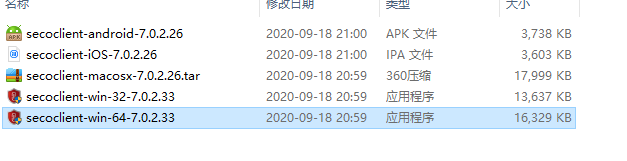 名称 修改日期 类型 大小
secoclient-android-7.0.2.26 2020-09-18 21:00 APK 文件 3,738 KB
secoclient-iOS-7.0.2.26 2020-09-18 21:00 IPA 文件 3,603 KB
secoclient-macosx-7.0.2.26.tar 2020-09-18 20:59 360压缩 17,999 KB
secoclient-win-32-7.0.2.33 2020-09-18 20:59 应用程序 13,637 KB
secoclient-win-64-7.0.2.33 2020-09-18 20:59 应用程序 16,329 KB